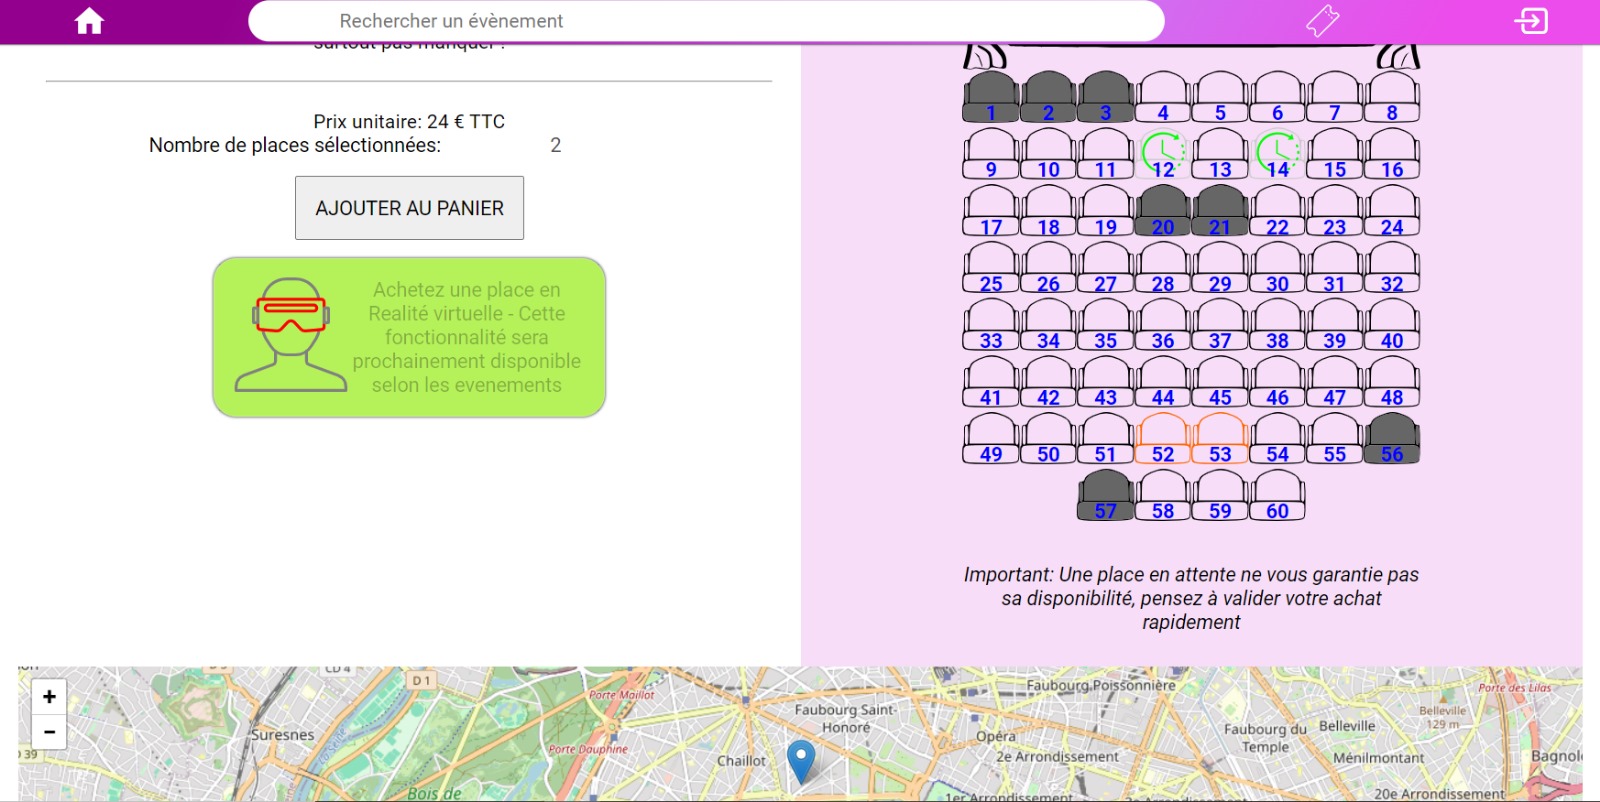 Rechercher un évènement
surtout pas manquer !
Prix unitaire: 24 € TTC
Nombre de places sélectionnées: 2
AJOUTER AU PANIER
Achetez une place en
Realité virtuelle - Cette
fonctionnalité sera
prochainement disponible
selon les evenements
1 2 3 4 5 6 7 8
9 10 11 12 13 14 15 16
17 18 19 20 21 22 23 24
25 26 27 28 29 30 31 32
33 34 35 36 37 38 39 40
41 42 43 44 45 46 47 48
49 50 51 52 53 54 55 56
57 58 59 60
Important: Une place en attente ne vous garantie pas
sa disponibilité, pensez à valider votre achat
rapidement
+
−
CD 4
D 1
Porte Maillot
Suresnes
la Seine
D 39
Porte Dauphine
Bois de
Chaillot
Faubourg Saint-
Honoré
Faubourg Poissonnière
Opéra
2e Arrondissement
1er Arrondissement
Faubourg du
Temple
Belleville
Belleville
129 m
Porte des Lilas
Ménilmontant
Bagnol
20e Arrondissement